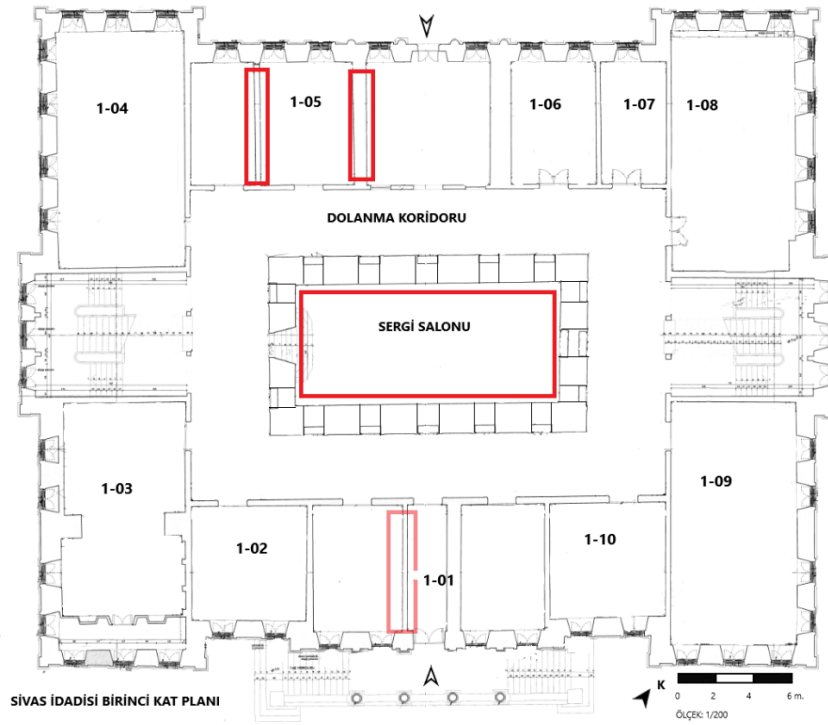 1-04
1-05
1-06
1-07
1-08
DOLANMA KORİDORU
SERGİ SALONU
1-03
1-09
1-02
1-10
1-01
SİVAS İDADİSİ BİRİNCİ KAT PLANI
K
0 2 4 6 m.
ÖLÇEK: 1/200